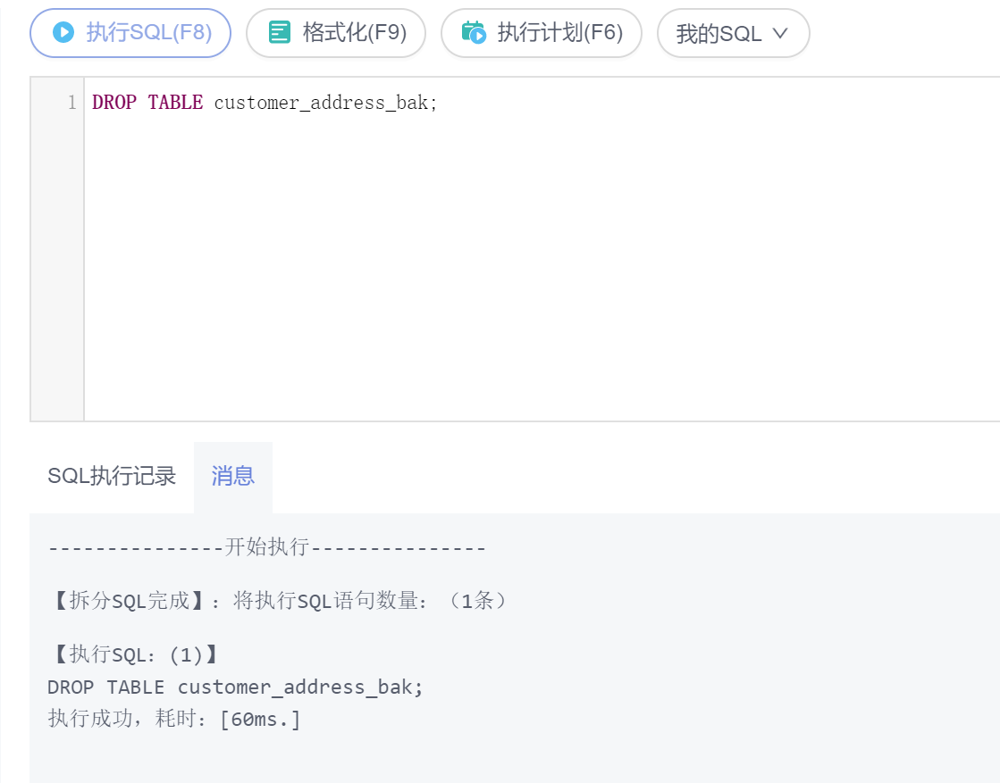 执行SQL(F8) 格式化(F9) 执行计划(F6) 我的SQL
1 DROP TABLE customer_address_bak;
SQL执行记录 消息
---------------开始执行---------------
【拆分SQL完成】：将执行SQL语句数量：（1条）
【执行SQL：(1)】
DROP TABLE customer_address_bak;
执行成功，耗时：[60ms.]